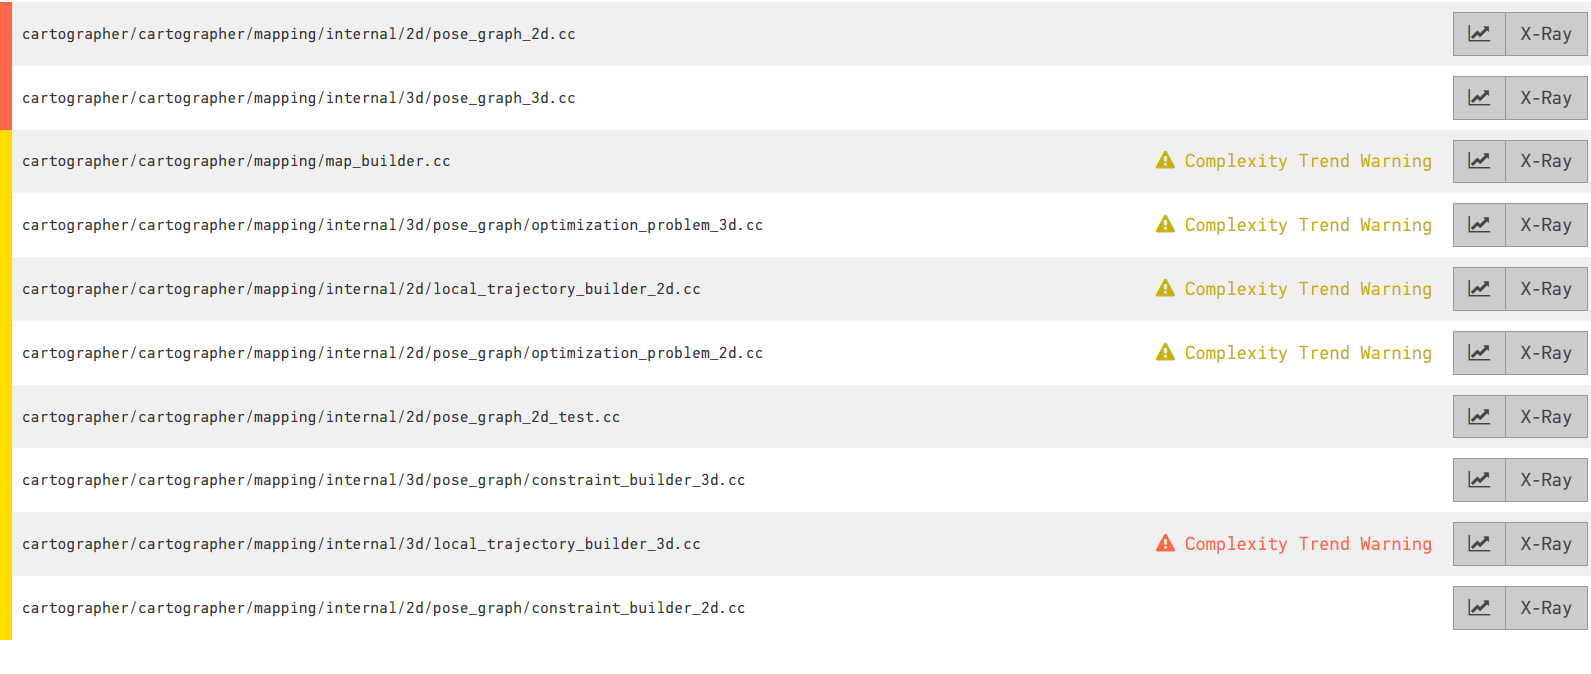 cartographer/cartographer/mapping/internal/2d/pose_graph_2d.cc X-Ray
cartographer/cartographer/mapping/internal/3d/pose_graph_3d.cc X-Ray
cartographer/cartographer/mapping/map_builder.cc Complexity Trend Warning X-Ray
cartographer/cartographer/mapping/internal/3d/pose_graph/optimization_problem_3d.cc Complexity Trend Warning X-Ray
cartographer/cartographer/mapping/internal/2d/local_trajectory_builder_2d.cc Complexity Trend Warning X-Ray
cartographer/cartographer/mapping/internal/2d/pose_graph/optimization_problem_2d.cc Complexity Trend Warning X-Ray
cartographer/cartographer/mapping/internal/2d/pose_graph_2d_test.cc X-Ray
cartographer/cartographer/mapping/internal/3d/pose_graph/constraint_builder_3d.cc X-Ray
cartographer/cartographer/mapping/internal/3d/local_trajectory_builder_3d.cc Complexity Trend Warning X-Ray
cartographer/cartographer/mapping/internal/2d/pose_graph/constraint_builder_2d.cc X-Ray